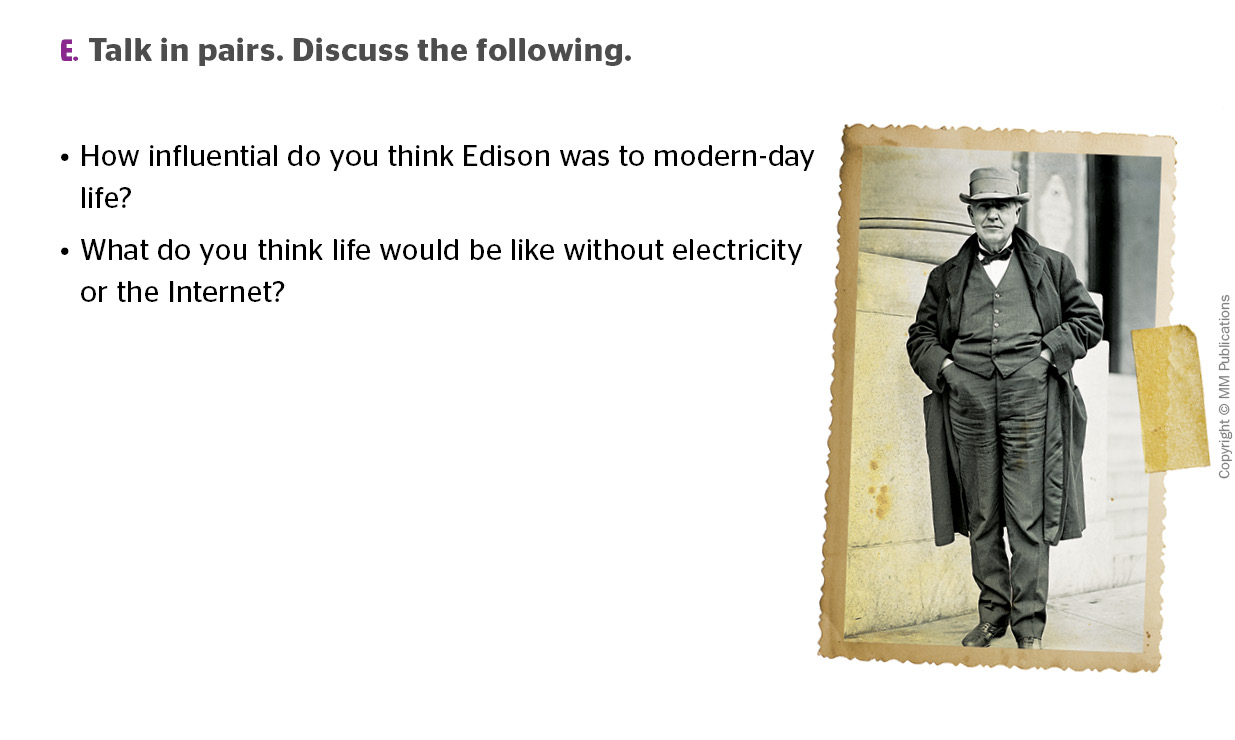 E. Talk in pairs. Discuss the following.
• How influential do you think Edison was to modern-day
life?
• What do you think life would be like without electricity
or the Internet?
Copyright © MM Publications